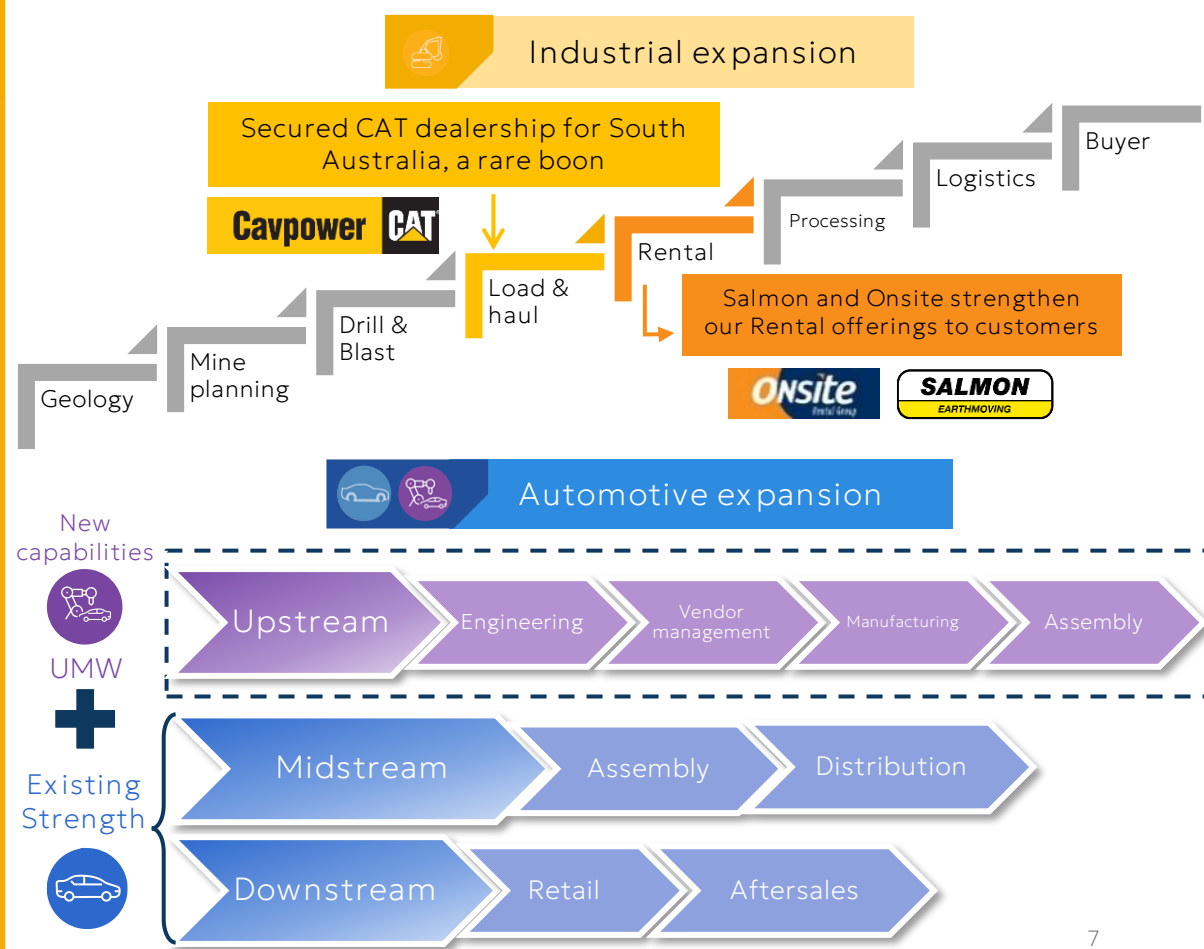 Industrial expansion
Secured CAT dealership for South
Australia, a rare boon
Cavpower CAT
Buyer
Logistics
Processing
Rental
Load &
haul
Drill &
Blast
Mine
planning
Geology
Salmon and Onsite strengthen
our Rental offerings to customers
ONSite
Rental Group
SALMON
EARTHMOVING
Automotive expansion
New
capabilities
UMW
Upstream
Engineering
Vendor
management
Manufacturing
Assembly
Existing
Strength
Midstream
Assembly
Distribution
Downstream
Retail
Aftersales
7